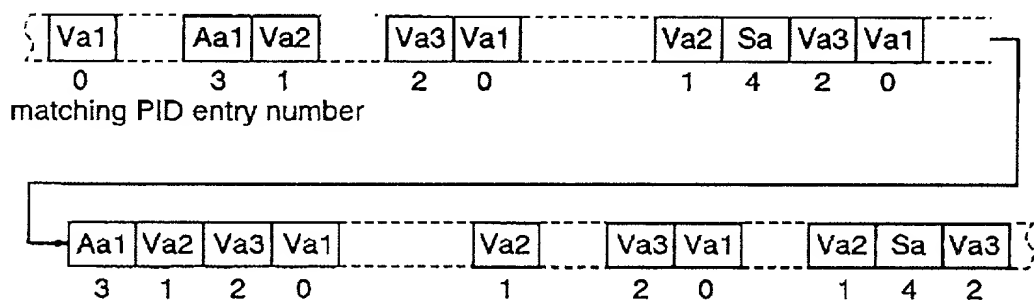 Va1 Aa1 Va2 Va3 Va1 Va2 Sa Va3 Va1
0 3 1 2 0 1 4 2 0
matching PID entry number
Aa1 Va2 Va3 Va1 Va2 Va3 Va1 Va2 Sa Va3
3 1 2 0 1 2 0 1 4 2